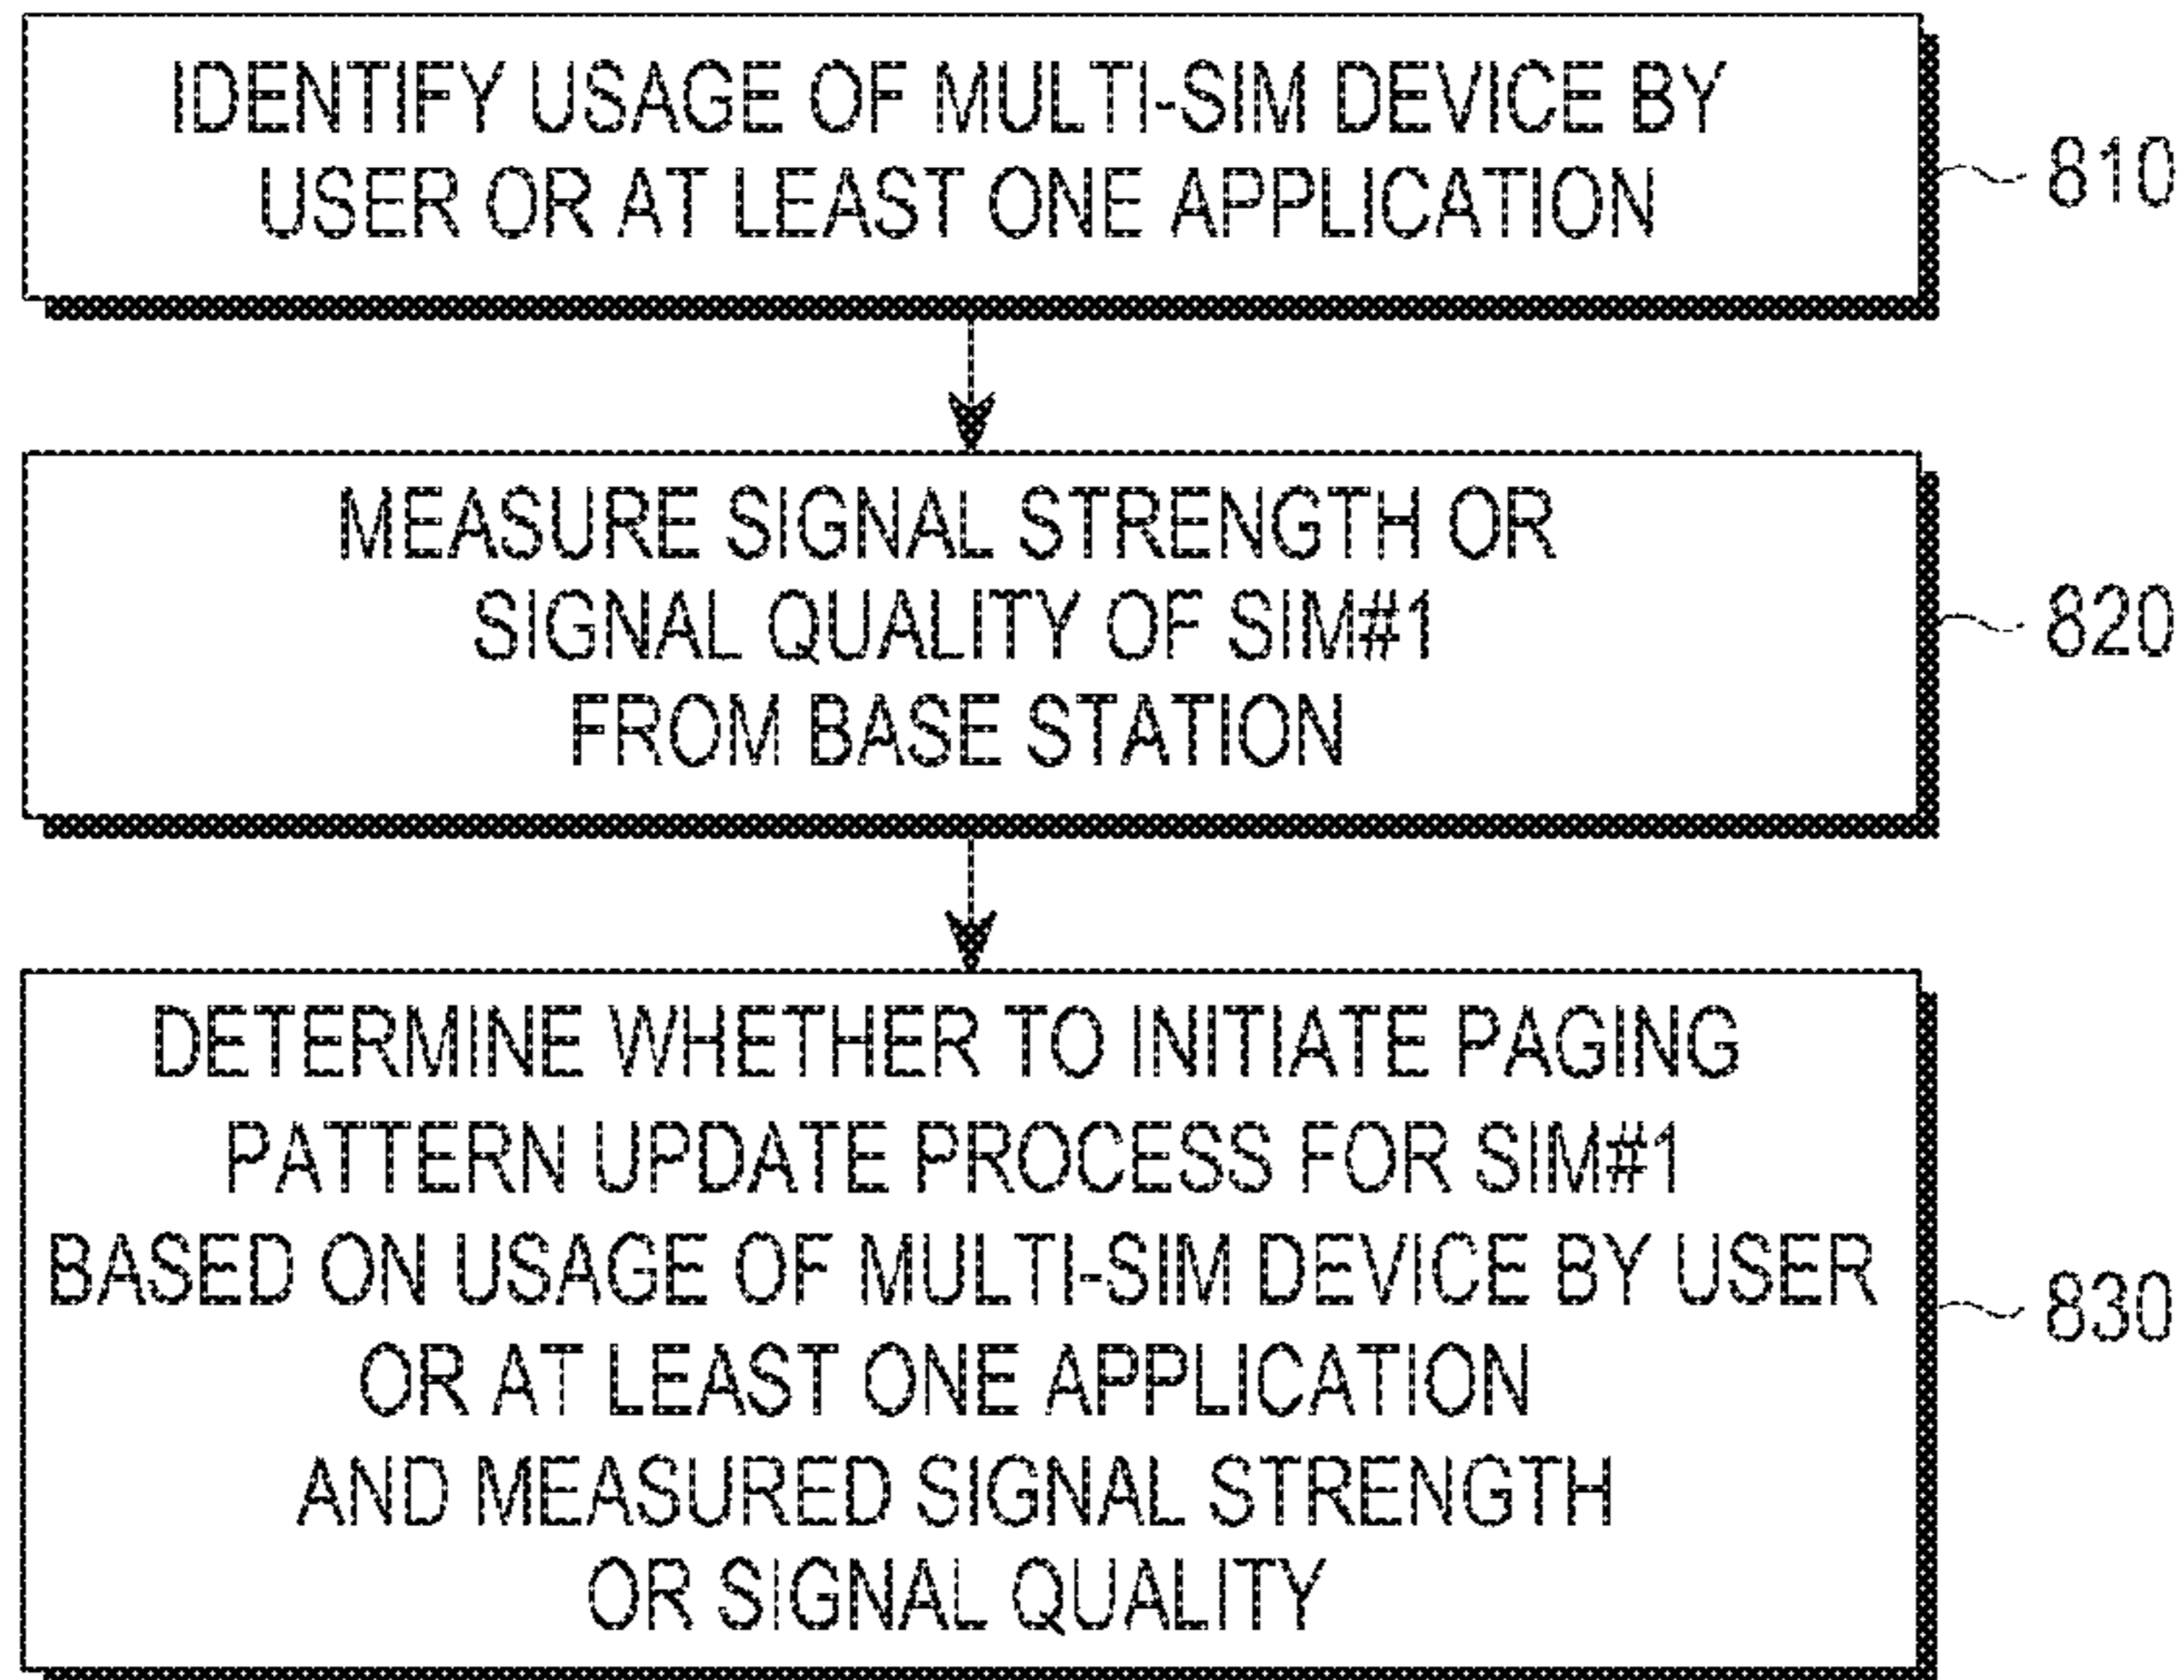 IDENTIFY USAGE OF MULTI-SIM DEVICE BY
USER OR AT LEAST ONE APPLICATION
810
MEASURE SIGNAL STRENGTH OR
SIGNAL QUALITY OF SIM#1
FROM BASE STATION
820
DETERMINE WHETHER TO INITIATE PAGING
PATTERN UPDATE PROCESS FOR SIM#1
BASED ON USAGE OF MULTI-SIM DEVICE BY USER
OR AT LEAST ONE APPLICATION
AND MEASURED SIGNAL STRENGTH
OR SIGNAL QUALITY
830